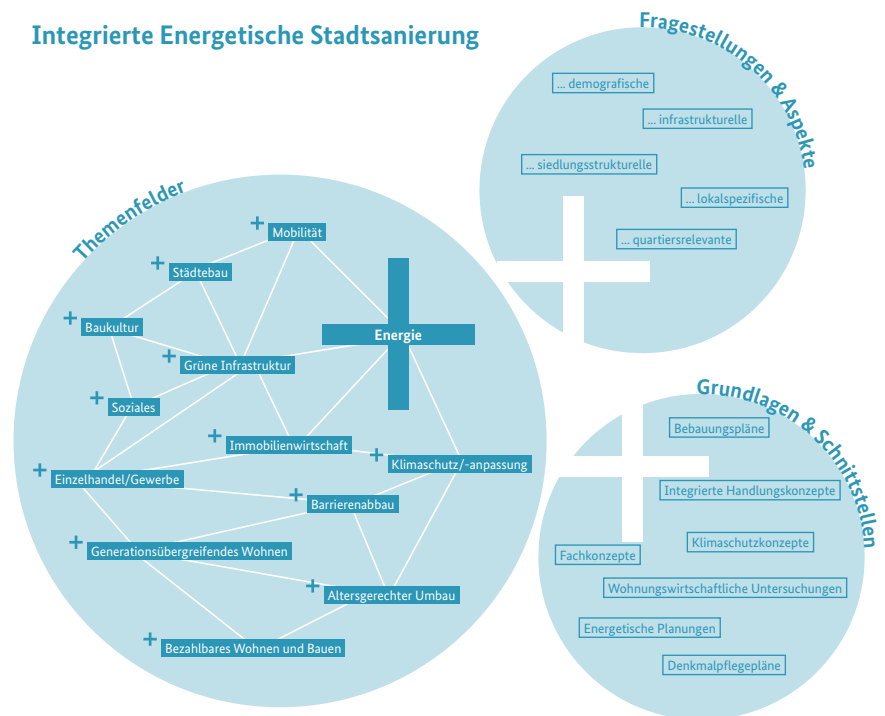 Integrierte Energetische Stadtsanierung
Fragestellungen & Aspekte
... demografische
... infrastrukturelle
... siedlungsstrukturelle
... lokalspezifische
... quartiersrelevante
Themenfelder
+ Mobilität
+ Städtebau
+ Baukultur
Energie
+ Grüne Infrastruktur
+ Soziales
+ Immobilienwirtschaft
+ Klimaschutz/-anpassung
+ Einzelhandel/Gewerbe
+ Barrierenabbau
+ Generationsübergreifendes Wohnen
+ Altersgerechter Umbau
+ Bezahlbares Wohnen und Bauen
Grundlagen & Schnittstellen
Bebauungspläne
Integrierte Handlungskonzepte
Klimaschutzkonzepte
Fachkonzepte
Wohnungswirtschaftliche Untersuchungen
Energetische Planungen
Denkmalpflegepläne